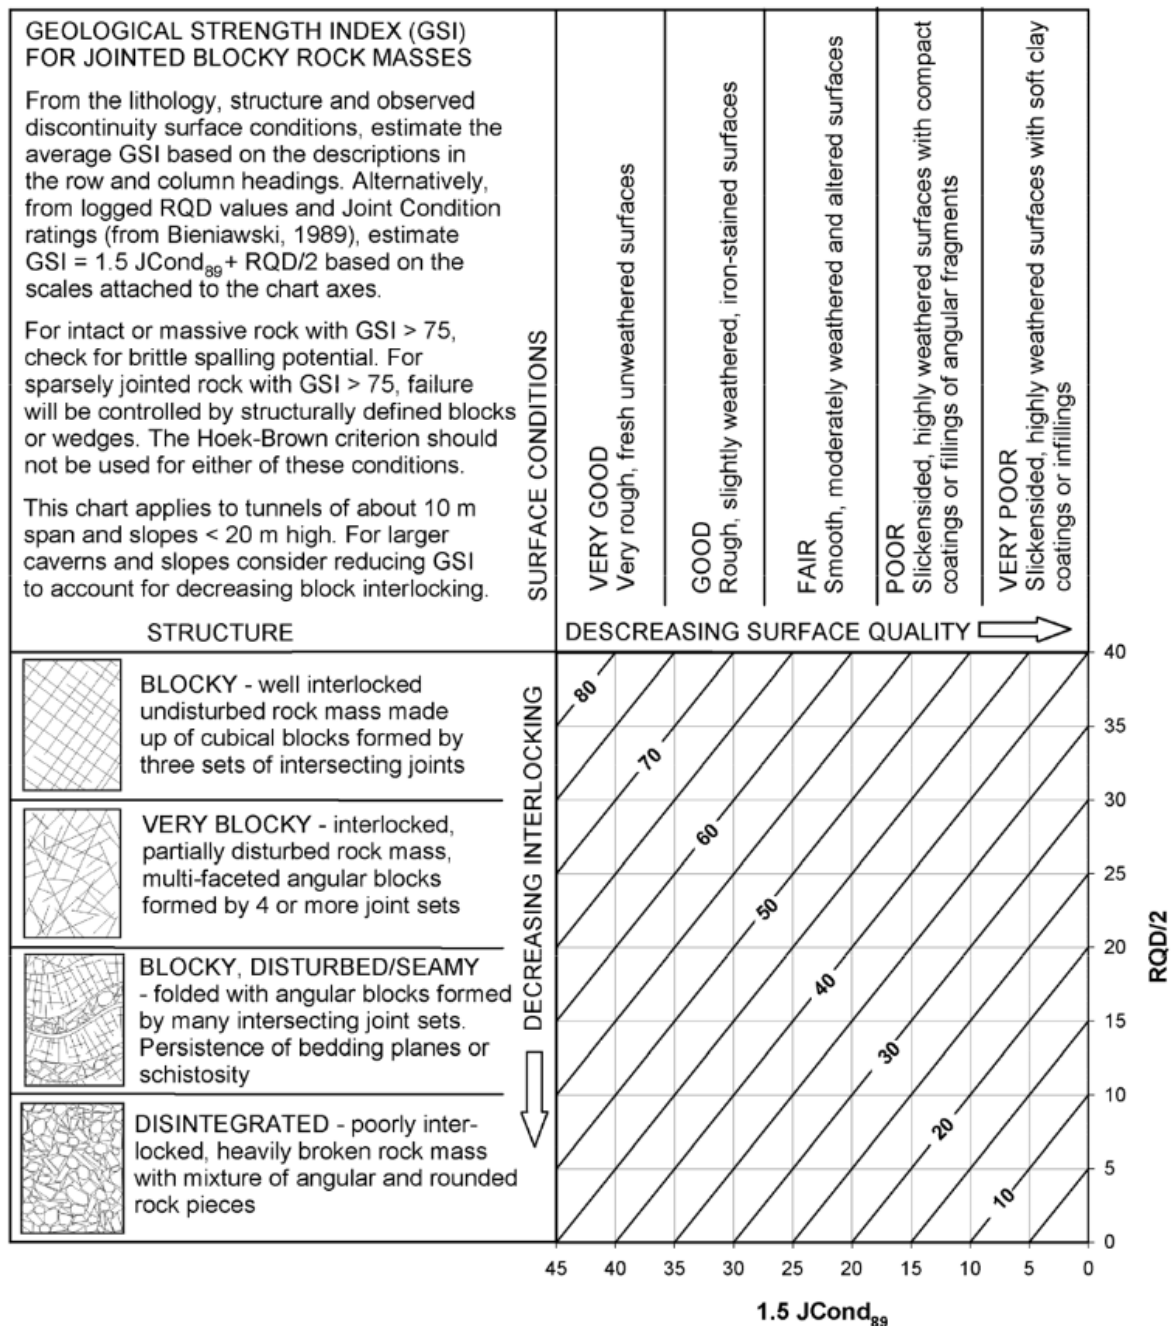 GEOLOGICAL STRENGTH INDEX (GSI)
FOR JOINTED BLOCKY ROCK MASSES
From the lithology, structure and observed
discontinuity surface conditions, estimate the
average GSI based on the descriptions in
the row and column headings. Alternatively,
from logged RQD values and Joint Condition
ratings (from Bieniawski, 1989), estimate
GSI = 1.5 JCond89 + RQD/2 based on the
scales attached to the chart axes.
For intact or massive rock with GSI > 75,
check for brittle spalling potential. For
sparsely jointed rock with GSI > 75, failure
will be controlled by structurally defined blocks
or wedges. The Hoek-Brown criterion should
not be used for either of these conditions.
This chart applies to tunnels of about 10 m
span and slopes < 20 m high. For larger
caverns and slopes consider reducing GSI
to account for decreasing block interlocking.
SURFACE CONDITIONS
VERY GOOD
Very rough, fresh unweathered surfaces
GOOD
Rough, slightly weathered, iron-stained surfaces
FAIR
Smooth, moderately weathered and altered surfaces
POOR
Slickensided, highly weathered surfaces with compact
coatings or fillings of angular fragments
VERY POOR
Slickensided, highly weathered surfaces with soft clay
coatings or infillings
STRUCTURE
DESCREASING SURFACE QUALITY
BLOCKY - well interlocked
undisturbed rock mass made
up of cubical blocks formed by
three sets of intersecting joints
VERY BLOCKY - interlocked,
partially disturbed rock mass,
multi-faceted angular blocks
formed by 4 or more joint sets
BLOCKY, DISTURBED/SEAMY
- folded with angular blocks formed
by many intersecting joint sets.
Persistence of bedding planes or
schistosity
DISINTEGRATED - poorly inter-
locked, heavily broken rock mass
with mixture of angular and rounded
rock pieces
DECREASING INTERLOCKING
80
70
60
50
40
30
20
10
40
35
30
25
20
15
10
5
0
RQD/2
45 40 35 30 25 20 15 10 5 0
1.5 JCond89